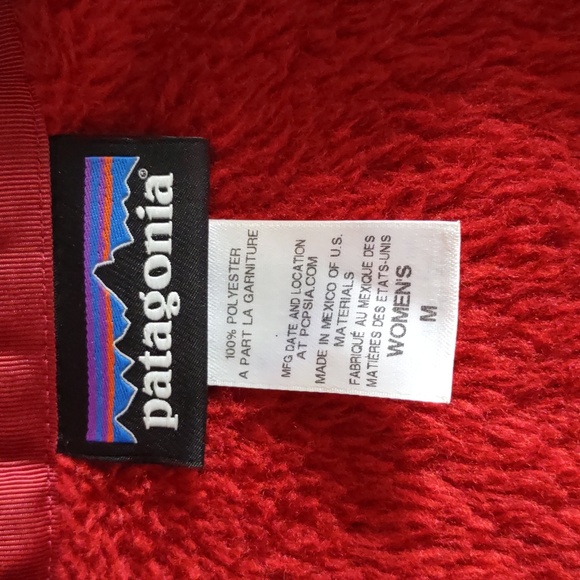 patagonia®
100% POLYESTER
A PART LA GARNITURE
MFG DATE AND LOCATION
AT PCPSIA.COM
MADE IN MEXICO OF U.S.
MATERIALS
FABRIQUÉ AU MEXIQUE DES
MATIÈRES DES ETATS-UNIS
WOMEN'S
M